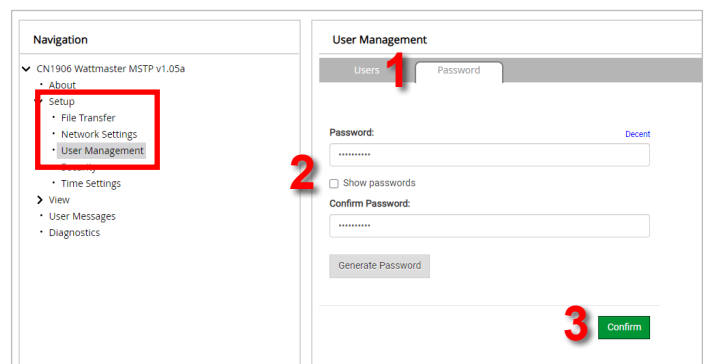 Navigation
CN1906 Wattmaster MSTP v1.05a
About
Setup
File Transfer
Network Settings
User Management
Security
Time Settings
View
User Messages
Diagnostics
User Management
1
Users
Password
Password:
Decent
••••••••••
2
Show passwords
Confirm Password:
••••••••••
Generate Password
3
Confirm